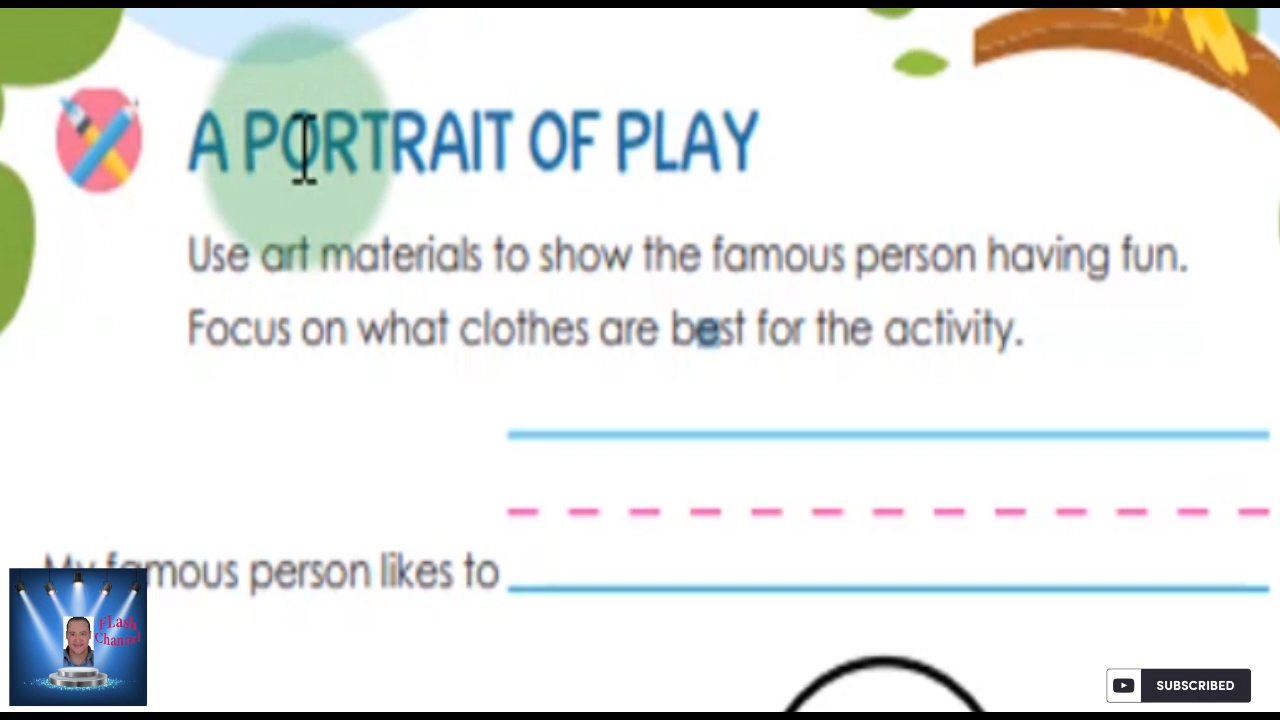 A PORTRAIT OF PLAY
Use art materials to show the famous person having fun.
Focus on what clothes are best for the activity.
My famous person likes to
FLash
Channel
SUBSCRIBED